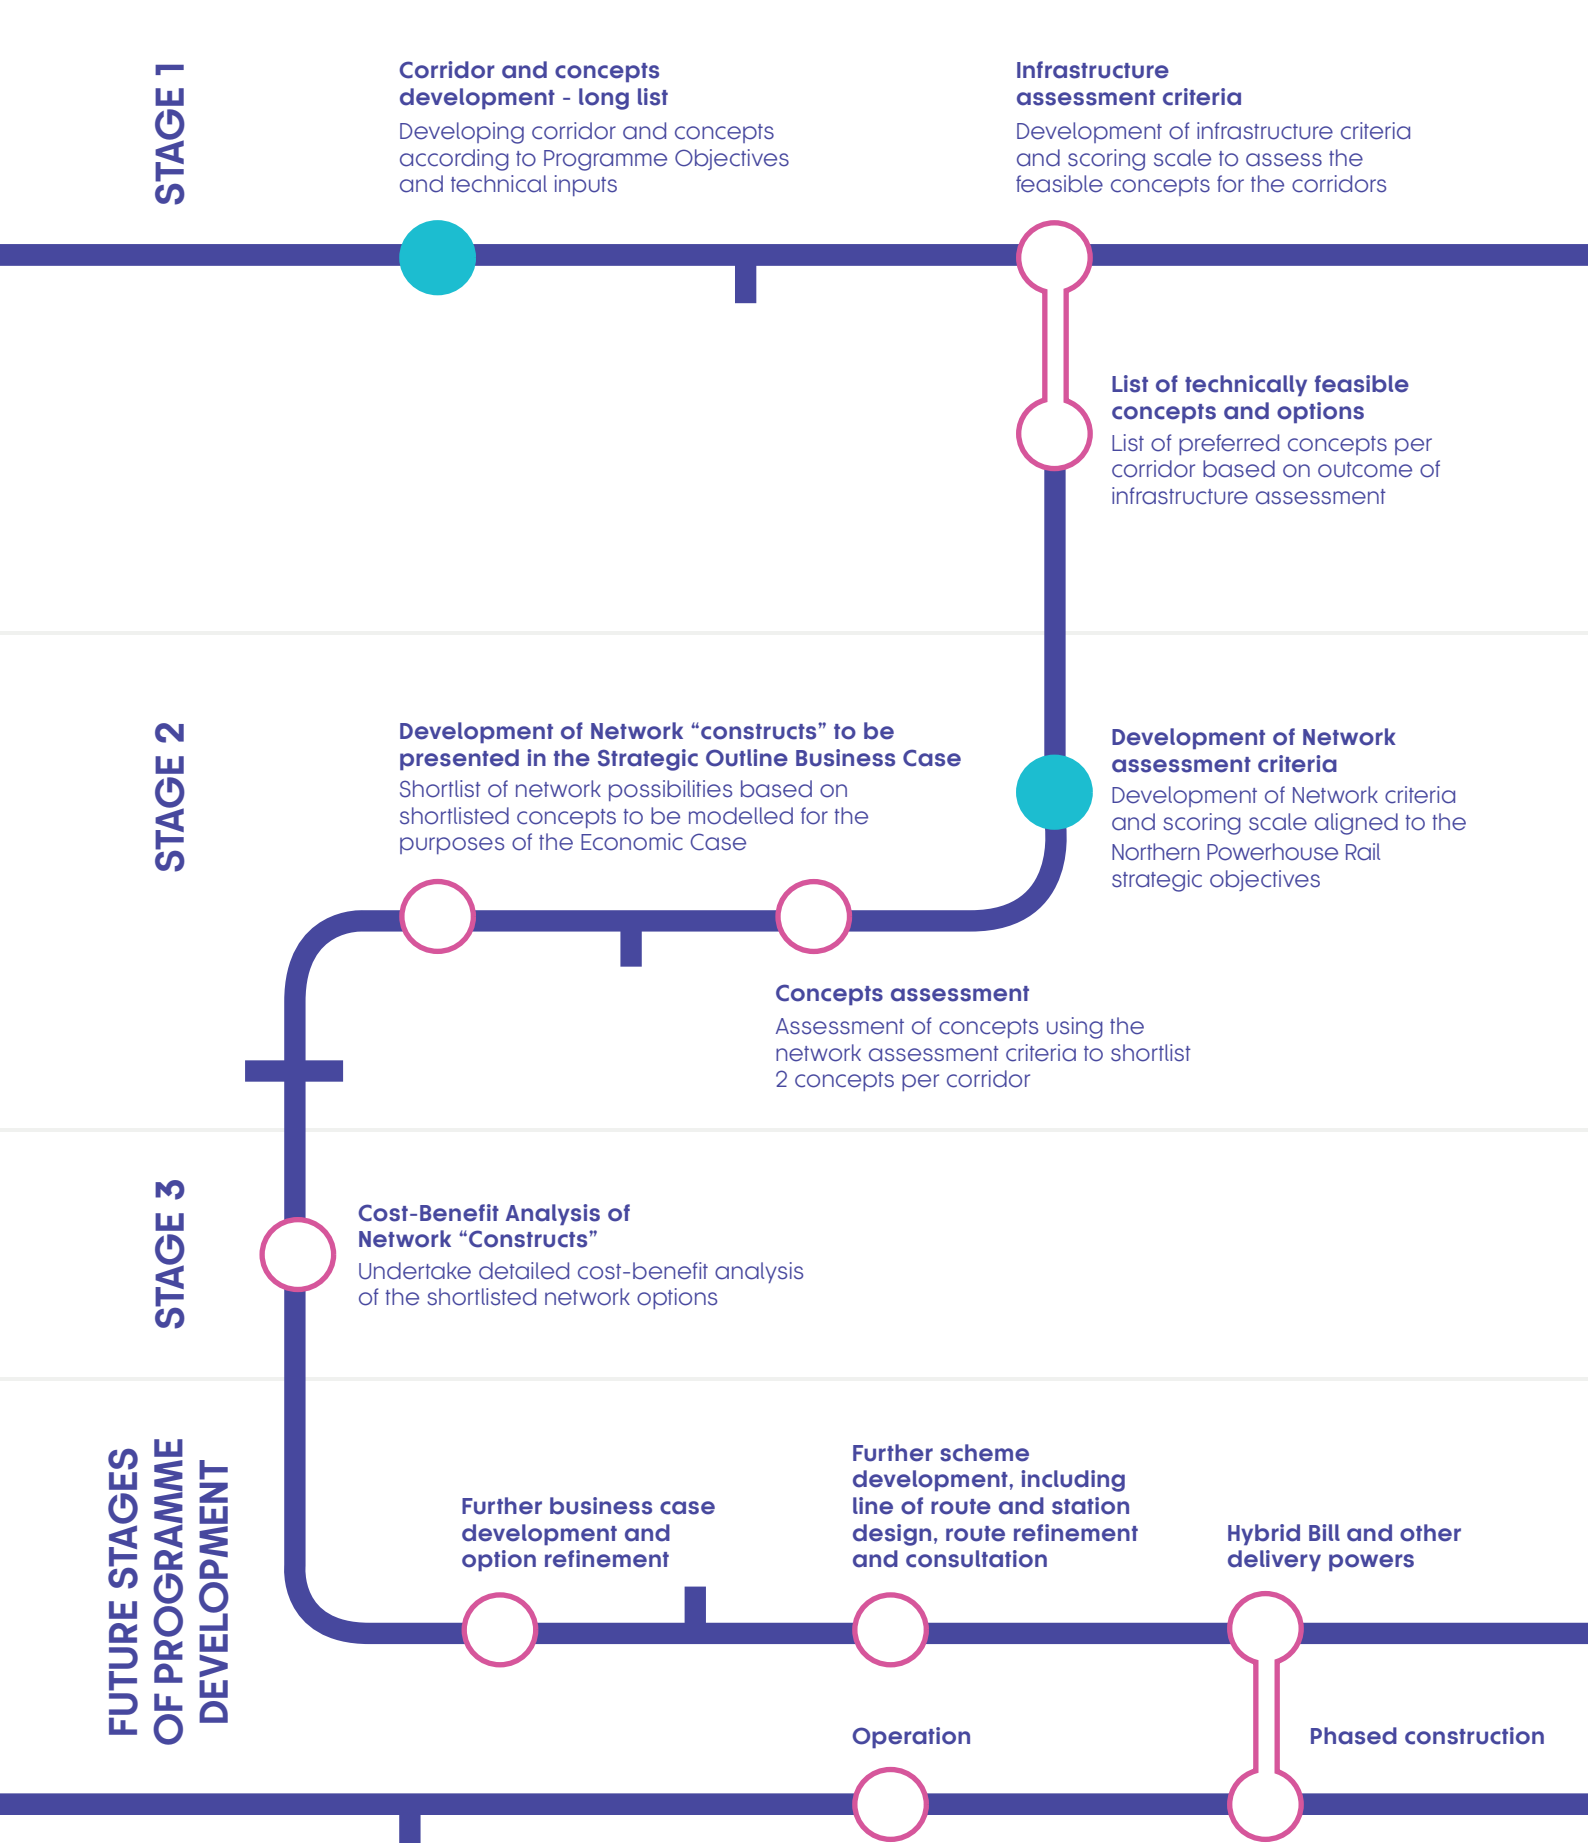 STAGE 1
Corridor and concepts
development - long list
Developing corridor and concepts
according to Programme Objectives
and technical inputs
Infrastructure
assessment criteria
Development of infrastructure criteria
and scoring scale to assess the
feasible concepts for the corridors
List of technically feasible
concepts and options
List of preferred concepts per
corridor based on outcome of
infrastructure assessment
STAGE 2
Development of Network “constructs” to be
presented in the Strategic Outline Business Case
Shortlist of network possibilities based on
shortlisted concepts to be modelled for the
purposes of the Economic Case
Development of Network
assessment criteria
Development of Network criteria
and scoring scale aligned to the
Northern Powerhouse Rail
strategic objectives
Concepts assessment
Assessment of concepts using the
network assessment criteria to shortlist
2 concepts per corridor
STAGE 3
Cost-Benefit Analysis of
Network “Constructs”
Undertake detailed cost-benefit analysis
of the shortlisted network options
FUTURE STAGES
OF PROGRAMME
DEVELOPMENT
Further business case
development and
option refinement
Further scheme
development, including
line of route and station
design, route refinement
and consultation
Hybrid Bill and other
delivery powers
Operation
Phased construction